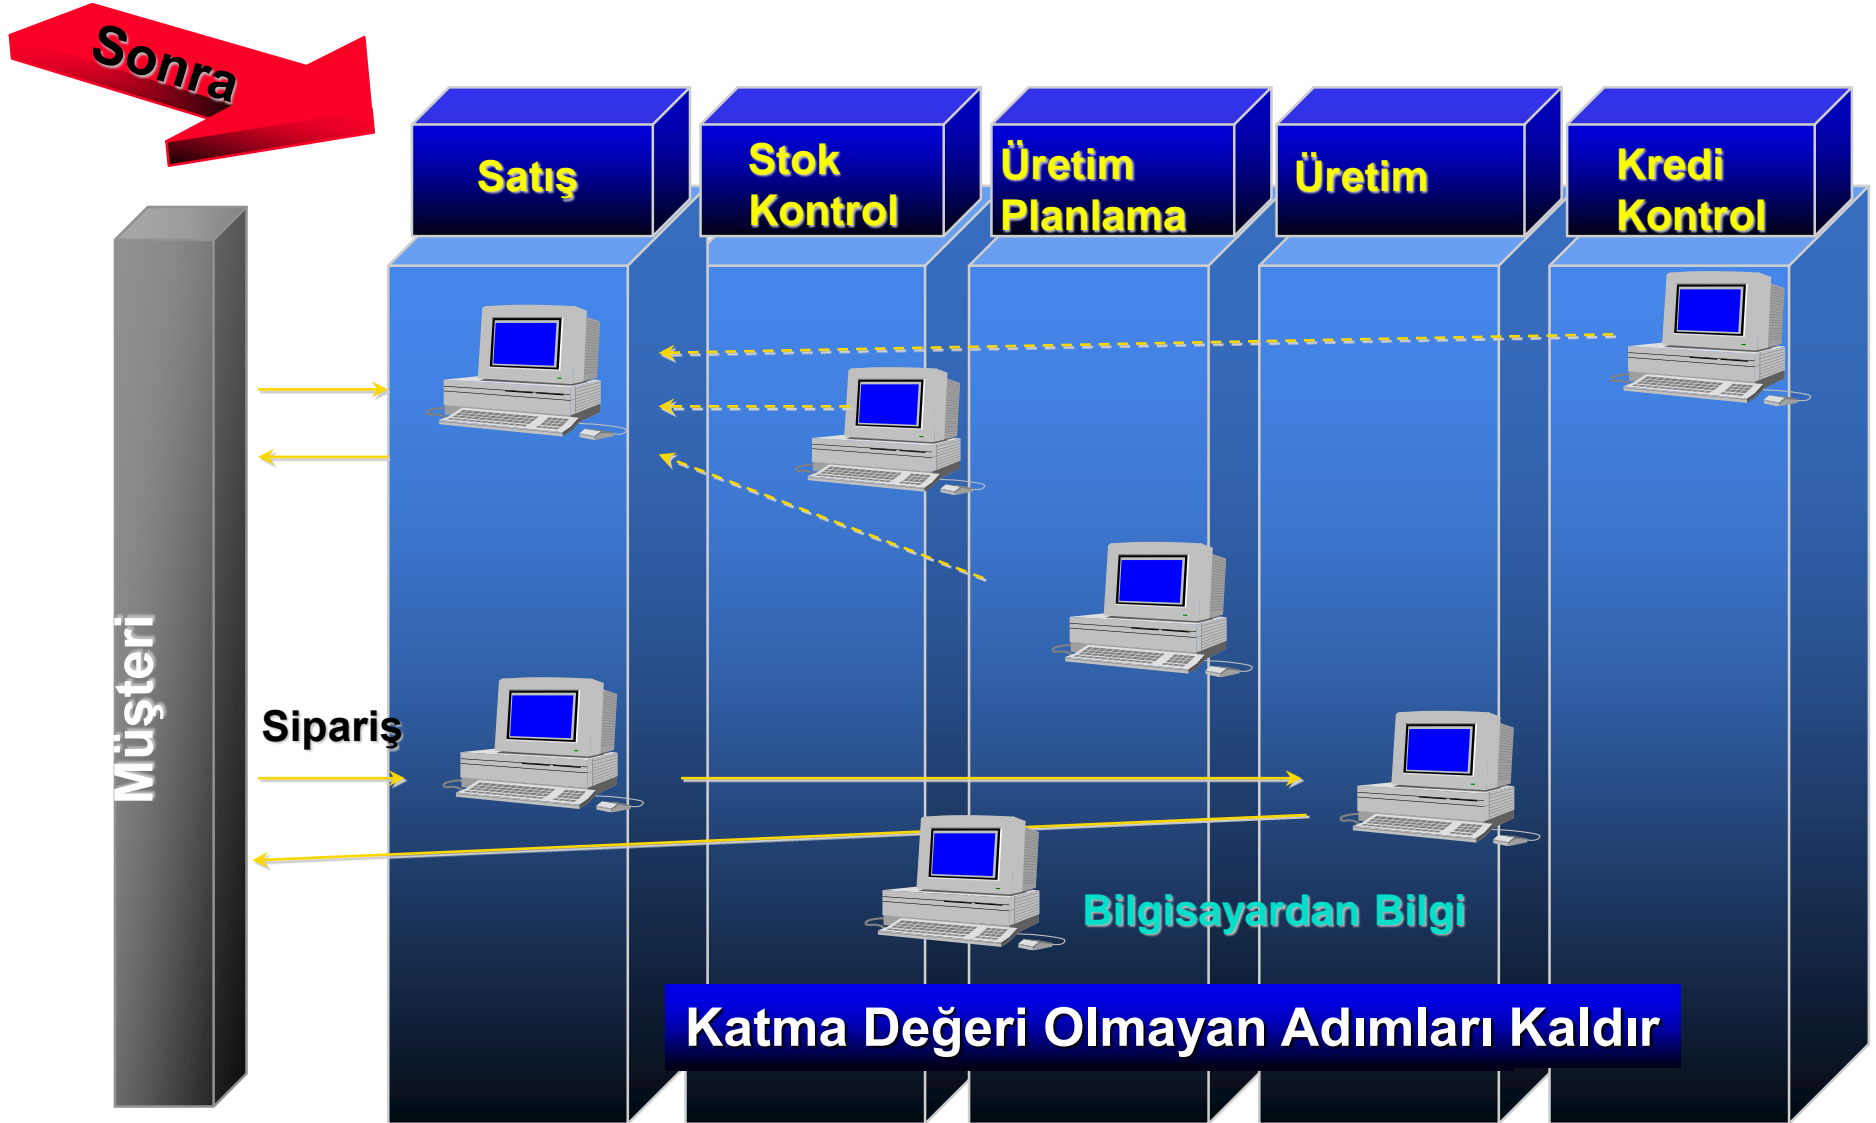 Sonra
Satış
Stok
Kontrol
Üretim
Planlama
Üretim
Kredi
Kontrol
Müşteri
Sipariş
Bilgisayardan Bilgi
Katma Değeri Olmayan Adımları Kaldır